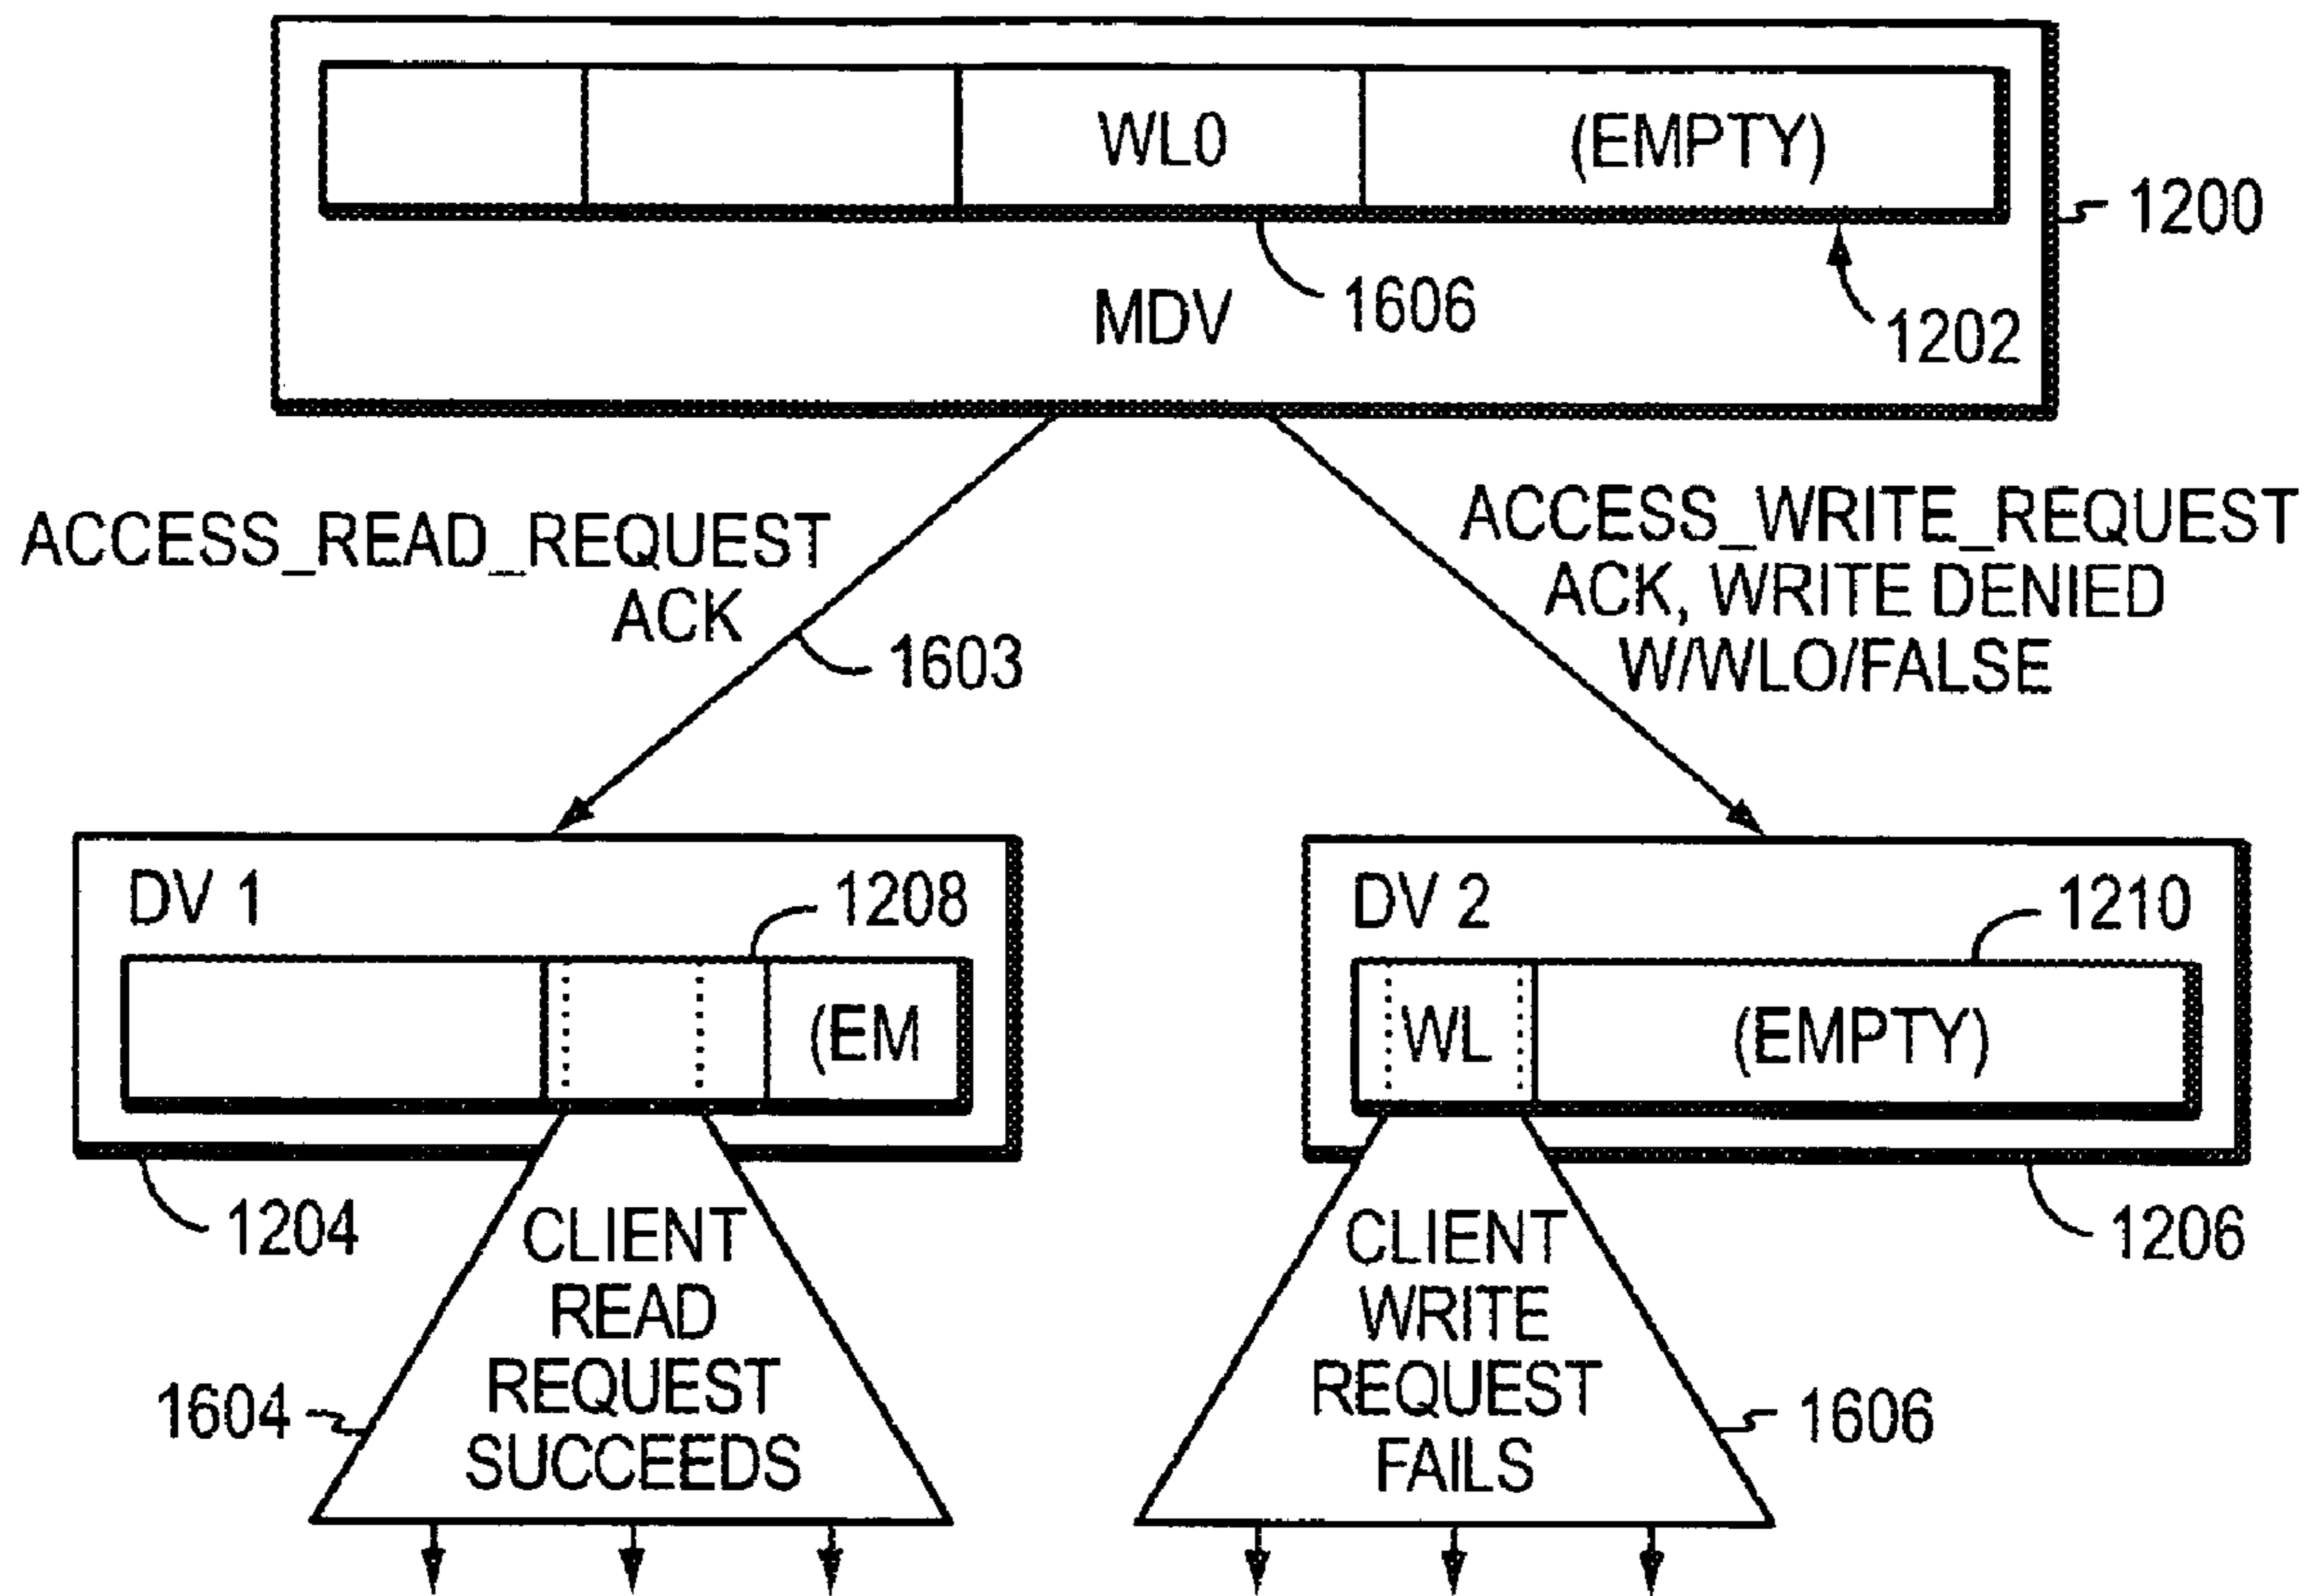 WL0
(EMPTY)
1200
MDV
1606
1202
ACCESS_READ_REQUEST
ACK
1603
ACCESS_WRITE_REQUEST
ACK, WRITE DENIED
W/WLO/FALSE
DV 1
1208
(EM
1204
DV 2
1210
WL
(EMPTY)
1206
CLIENT
READ
REQUEST
SUCCEEDS
1604
CLIENT
WRITE
REQUEST
FAILS
1606